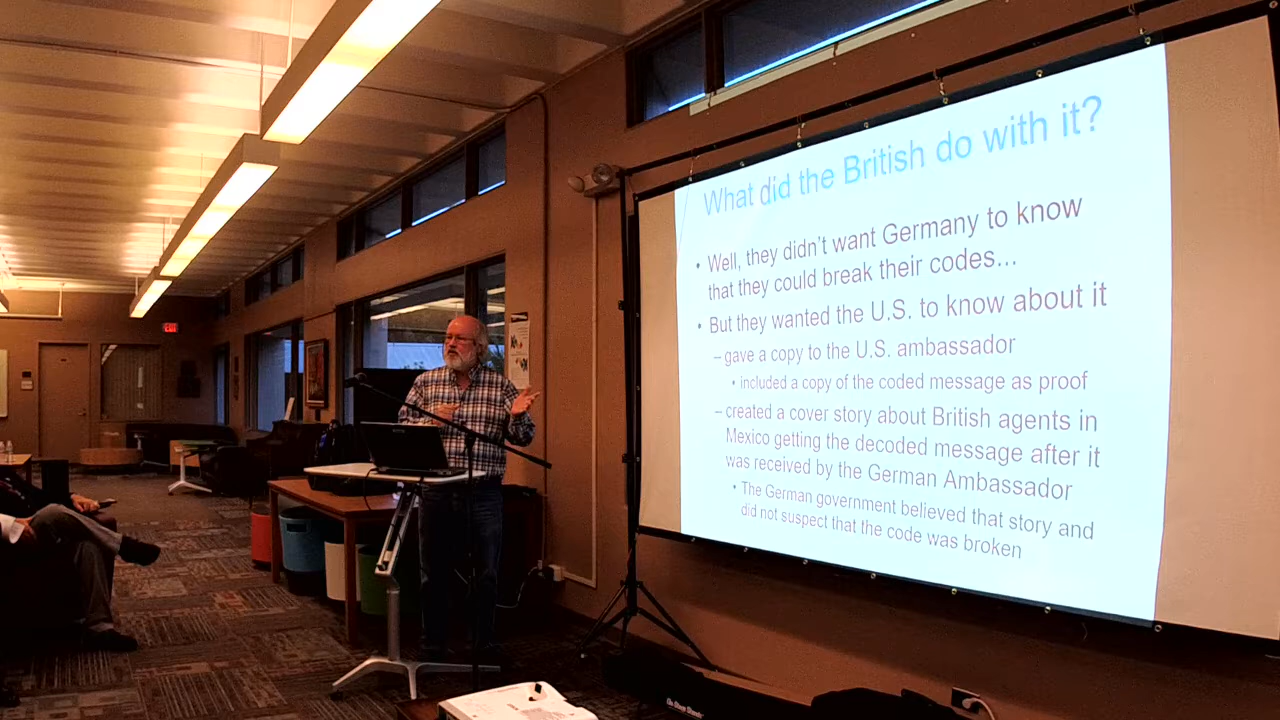 What did the British do with it?
• Well, they didn't want Germany to know
that they could break their codes...
• But they wanted the U.S. to know about it
– gave a copy to the U.S. ambassador
• included a copy of the coded message as proof
– created a cover story about British agents in
Mexico getting the decoded message after it
was received by the German Ambassador
• The German government believed that story and
did not suspect that the code was broken
EXIT